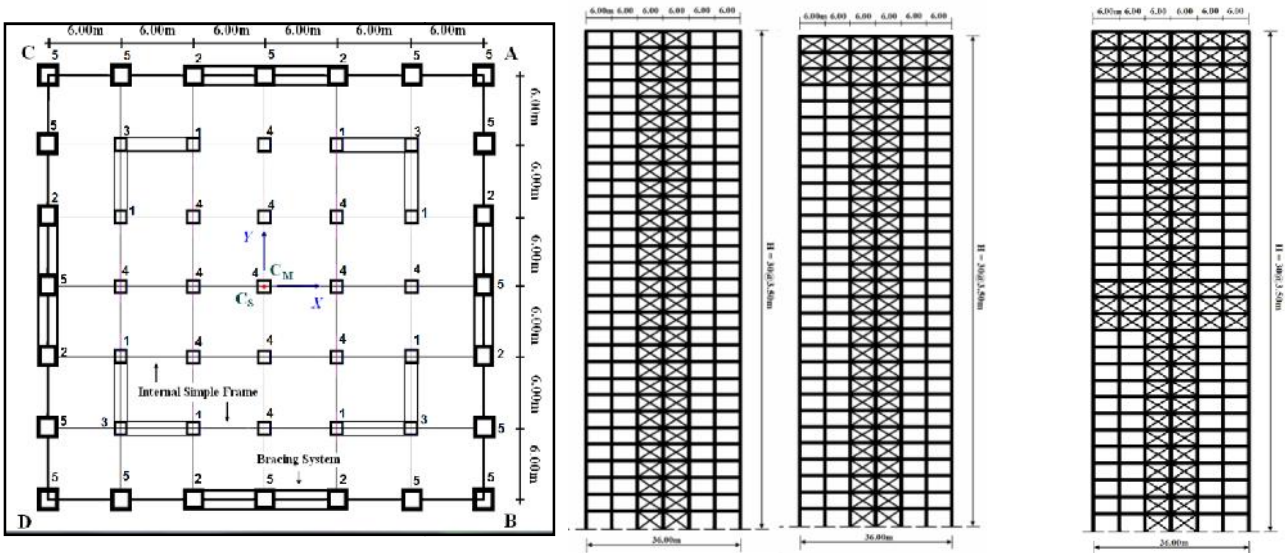 6.00m 6.00m 6.00m 6.00m 6.00m 6.00m
C A
5 5 2 5 2 5 5
5 3 1 4 1 3
2 1 4 4 4 1 2
Y
C_M
5 4 4 4 4 4 5
C_S X
2 1 4 4 4 1 2
Internal Simple Frame
5 3 1 4 1 3 5
Bracing System
5 5 2 5 2 5 5
D B
6.00m
6.00m
6.00m
6.00m
6.00m
6.00m
6.00m 6.00 6.00 6.00 6.00 6.00
H = 30@3.50m
36.00m
6.00m 6.00 6.00 6.00 6.00 6.00
H = 30@3.50m
36.00m
6.00m 6.00 6.00 6.00 6.00 6.00
H = 30@3.50m
36.00m